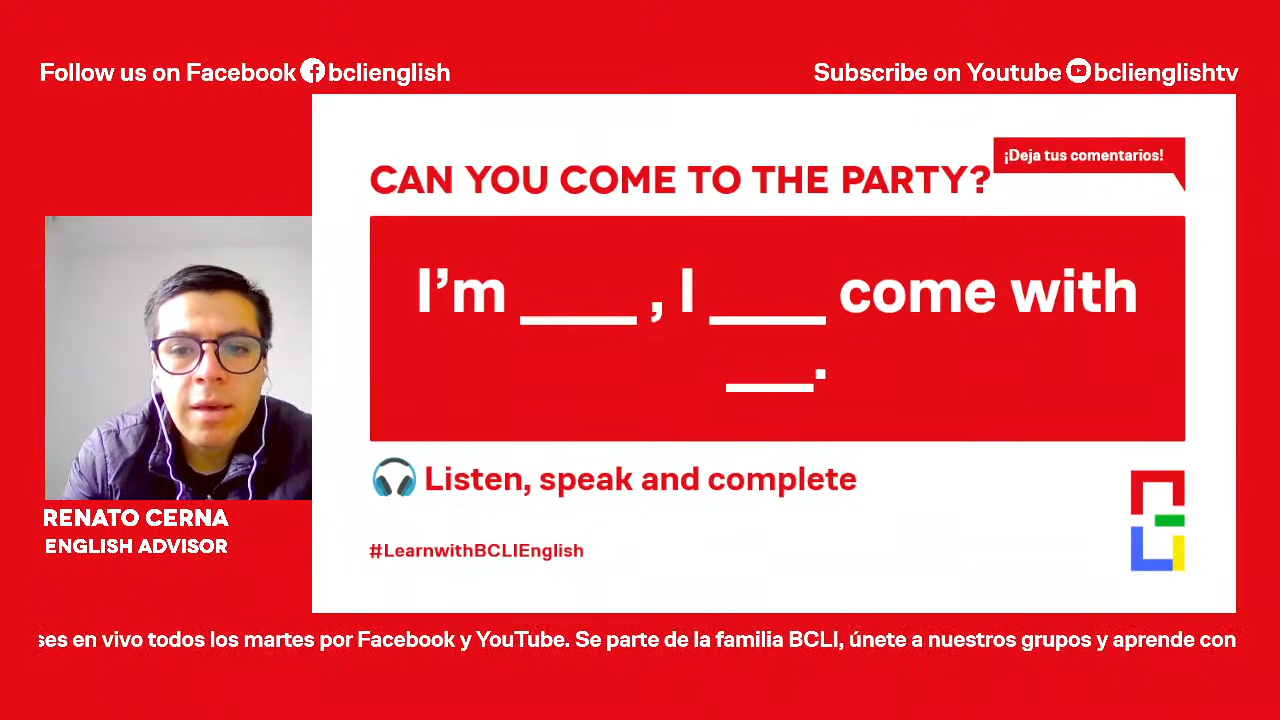 Follow us on Facebook bclienglish
Subscribe on Youtube bclienglishtv
¡Deja tus comentarios!
CAN YOU COME TO THE PARTY?
I'm ____ , I ____ come with
___.
Listen, speak and complete
#LearnwithBCLIEnglish
RENATO CERNA
ENGLISH ADVISOR
en vivo todos los martes por Facebook y YouTube. Se parte de la familia BCLI, únete a nuestros grupos y aprende con